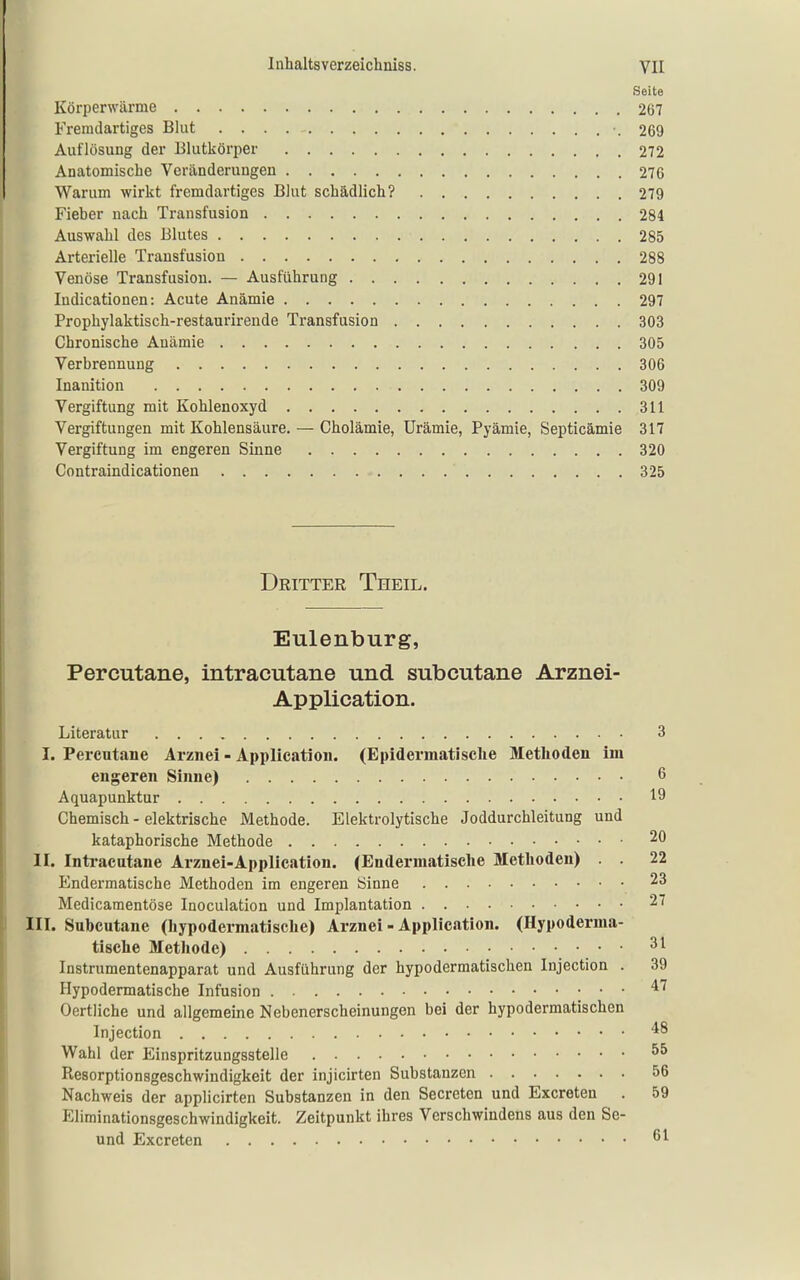 Inhaltsverzeichniss. VII
Seite
Körperwärme . . . . . . . . . . . . . . . . . . . . . 267
Fremdartiges Blut . . . . . . . . . . . . . . . . . . . 269
Auflösung der Blutkörper . . . . . . . . . . . . . . . . 272
Anatomische Veränderungen . . . . . . . . . . . . . . . . 276
Warum wirkt fremdartiges Blut schädlich? . . . . . . . . . . 279
Fieber nach Transfusion . . . . . . . . . . . . . . . . . 284
Auswahl des Blutes . . . . . . . . . . . . . . . . . . . 285
Arterielle Transfusion . . . . . . . . . . . . . . . . . . 288
Venöse Transfusion. — Ausführung . . . . . . . . . . . . . 291
Indicationen: Acute Anämie . . . . . . . . . . . . . . . . 297
Prophylaktisch-restaurirende Transfusion . . . . . . . . . . . 303
Chronische Anämie . . . . . . . . . . . . . . . . . . . 305
Verbrennung . . . . . . . . . . . . . . . . . . . . . 306
Inanition . . . . . . . . . . . . . . . . . . . . . . 309
Vergiftung mit Kohlenoxyd . . . . . . . . . . . . . . . . 311
Vergiftungen mit Kohlensäure. — Cholämie, Urämie, Pyämie, Septicämie 317
Vergiftung im engeren Sinne . . . . . . . . . . . . . . . 320
Contraindicationen . . . . . . . . . . . . . . . . . . . 325
Dritter Theil.
Eulenburg,
Percutane, intracutane und subcutane Arznei-
Application.
Literatur . . . . . . . . . . . . . . . . . . . . . . 3
I. Percutane Arznei-Application. (Epidermatische Methoden im
engeren Sinne) . . . . . . . . . . . . . . . . . . 6
Aquapunktur . . . . . . . . . . . . . . . . . . . . . 19
Chemisch-elektrische Methode. Elektrolytische Joddurchleitung und
kataphorische Methode . . . . . . . . . . . . . . . . 20
II. Intracutane Arznei-Application. (Endermatische Methoden) . . 22
Endermatische Methoden im engeren Sinne . . . . . . . . . . 23
Medicamentöse Inoculation und Implantation . . . . . . . . . . 27
III. Subcutane (hypodermatische) Arznei-Application. (Hypoderma-
tische Methode) . . . . . . . . . . . . . . . . . . 31
Instrumentenapparat und Ausführung der hypodermatischen Injection . 39
Hypodermatische Infusion . . . . . . . . . . . . . . . . . 47
Oertliche und allgemeine Nebenerscheinungen bei der hypodermatischen
Injection . . . . . . . . . . . . . . . . . . . . . 48
Wahl der Einspritzungsstelle . . . . . . . . . . . . . . . 55
Resorptionsgeschwindigkeit der injicirten Substanzen . . . . . . . 56
Nachweis der applicirten Substanzen in den Secreten und Excreten . 59
Eliminationsgeschwindigkeit. Zeitpunkt ihres Verschwindens aus den Se-
und Excreten . . . . . . . . . . . . . . . . . . . 61